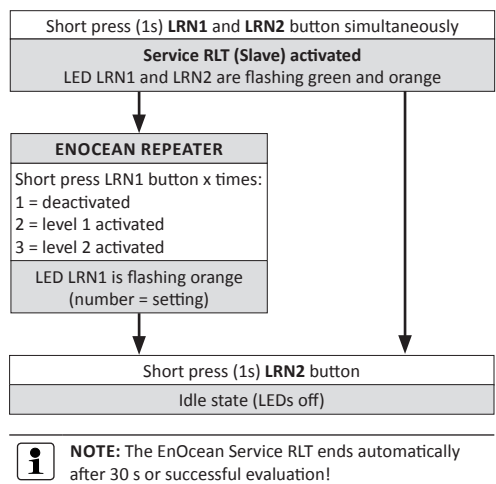 Short press (1s) LRN1 and LRN2 button simultaneously
Service RLT (Slave) activated
LED LRN1 and LRN2 are flashing green and orange
ENOCEAN REPEATER
Short press LRN1 button x times:
1 = deactivated
2 = level 1 activated
3 = level 2 activated
LED LRN1 is flashing orange
(number = setting)
Short press (1s) LRN2 button
Idle state (LEDs off)
NOTE: The EnOcean Service RLT ends automatically
after 30 s or successful evaluation!